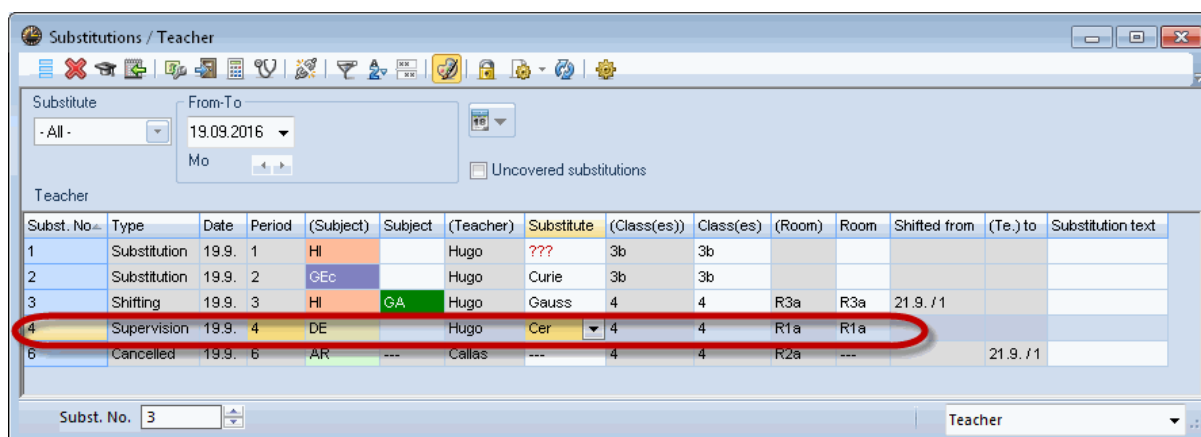 Substitutions / Teacher
Substitute From-To
- All - 19.09.2016
Mo
Uncovered substitutions
Teacher
Subst. No Type Date Period (Subject) Subject (Teacher) Substitute (Class(es)) Class(es) (Room) Room Shifted from (Te.) to Substitution text
1 Substitution 19.9. 1 HI Hugo ??? 3b 3b
2 Substitution 19.9. 2 GEc Hugo Curie 3b 3b
3 Shifting 19.9. 3 HI GA Hugo Gauss 4 4 R3a R3a 21.9. / 1
4 Supervision 19.9. 4 DE Hugo Cer 4 4 R1a R1a
6 Cancelled 19.9. 6 AR --- Callas --- 4 4 R2a --- 21.9. / 1
Subst. No. 3 Teacher